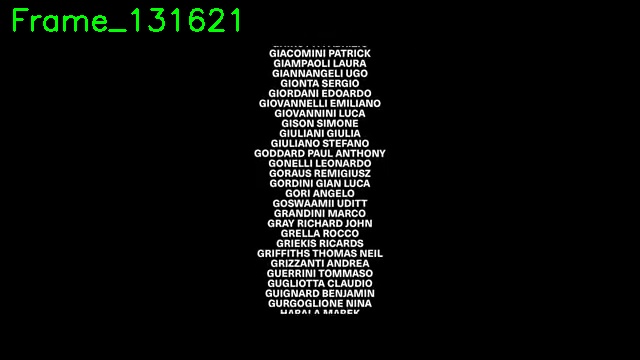 Frame_131621
GIACOMINI PATRICK
GIAMPAOLI LAURA
GIANNANGELI UGO
GIONTA SERGIO
GIORDANI EDOARDO
GIOVANNELLI EMILIANO
GIOVANNINI LUCA
GISON SIMONE
GIULIANI GIULIA
GIULIANO STEFANO
GODDARD PAUL ANTHONY
GONELLI LEONARDO
GORAUS REMIGIUSZ
GORDINI GIAN LUCA
GORI ANGELO
GOSWAAMII UDITT
GRANDINI MARCO
GRAY RICHARD JOHN
GRELLA ROCCO
GRIEKIS RICARDS
GRIFFITHS THOMAS NEIL
GRIZZANTI ANDREA
GUERRINI TOMMASO
GUGLIOTTA CLAUDIO
GUIGNARD BENJAMIN
GURGOGLIONE NINA